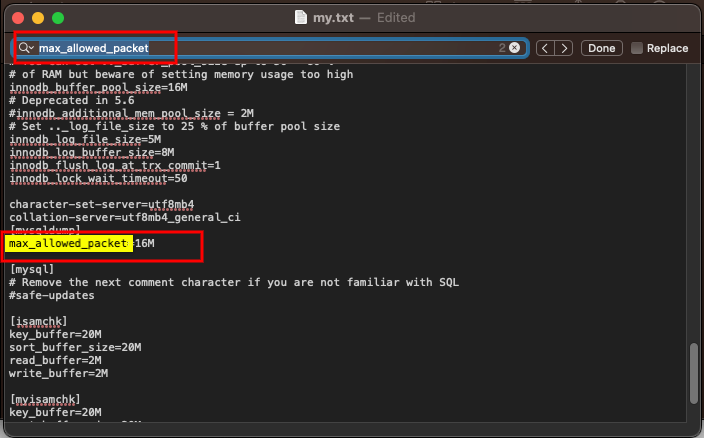 my.txt — Edited
max_allowed_packet
2
Done
Replace
# of RAM but beware of setting memory usage too high
innodb_buffer_pool_size=16M
# Deprecated in 5.6
#innodb_additional_mem_pool_size = 2M
# Set .._log_file_size to 25 % of buffer pool size
innodb_log_file_size=5M
innodb_log_buffer_size=8M
innodb_flush_log_at_trx_commit=1
innodb_lock_wait_timeout=50
character-set-server=utf8mb4
collation-server=utf8mb4_general_ci
[mysqldump]
max_allowed_packet=16M
[mysql]
# Remove the next comment character if you are not familiar with SQL
#safe-updates
[isamchk]
key_buffer=20M
sort_buffer_size=20M
read_buffer=2M
write_buffer=2M
[myisamchk]
key_buffer=20M